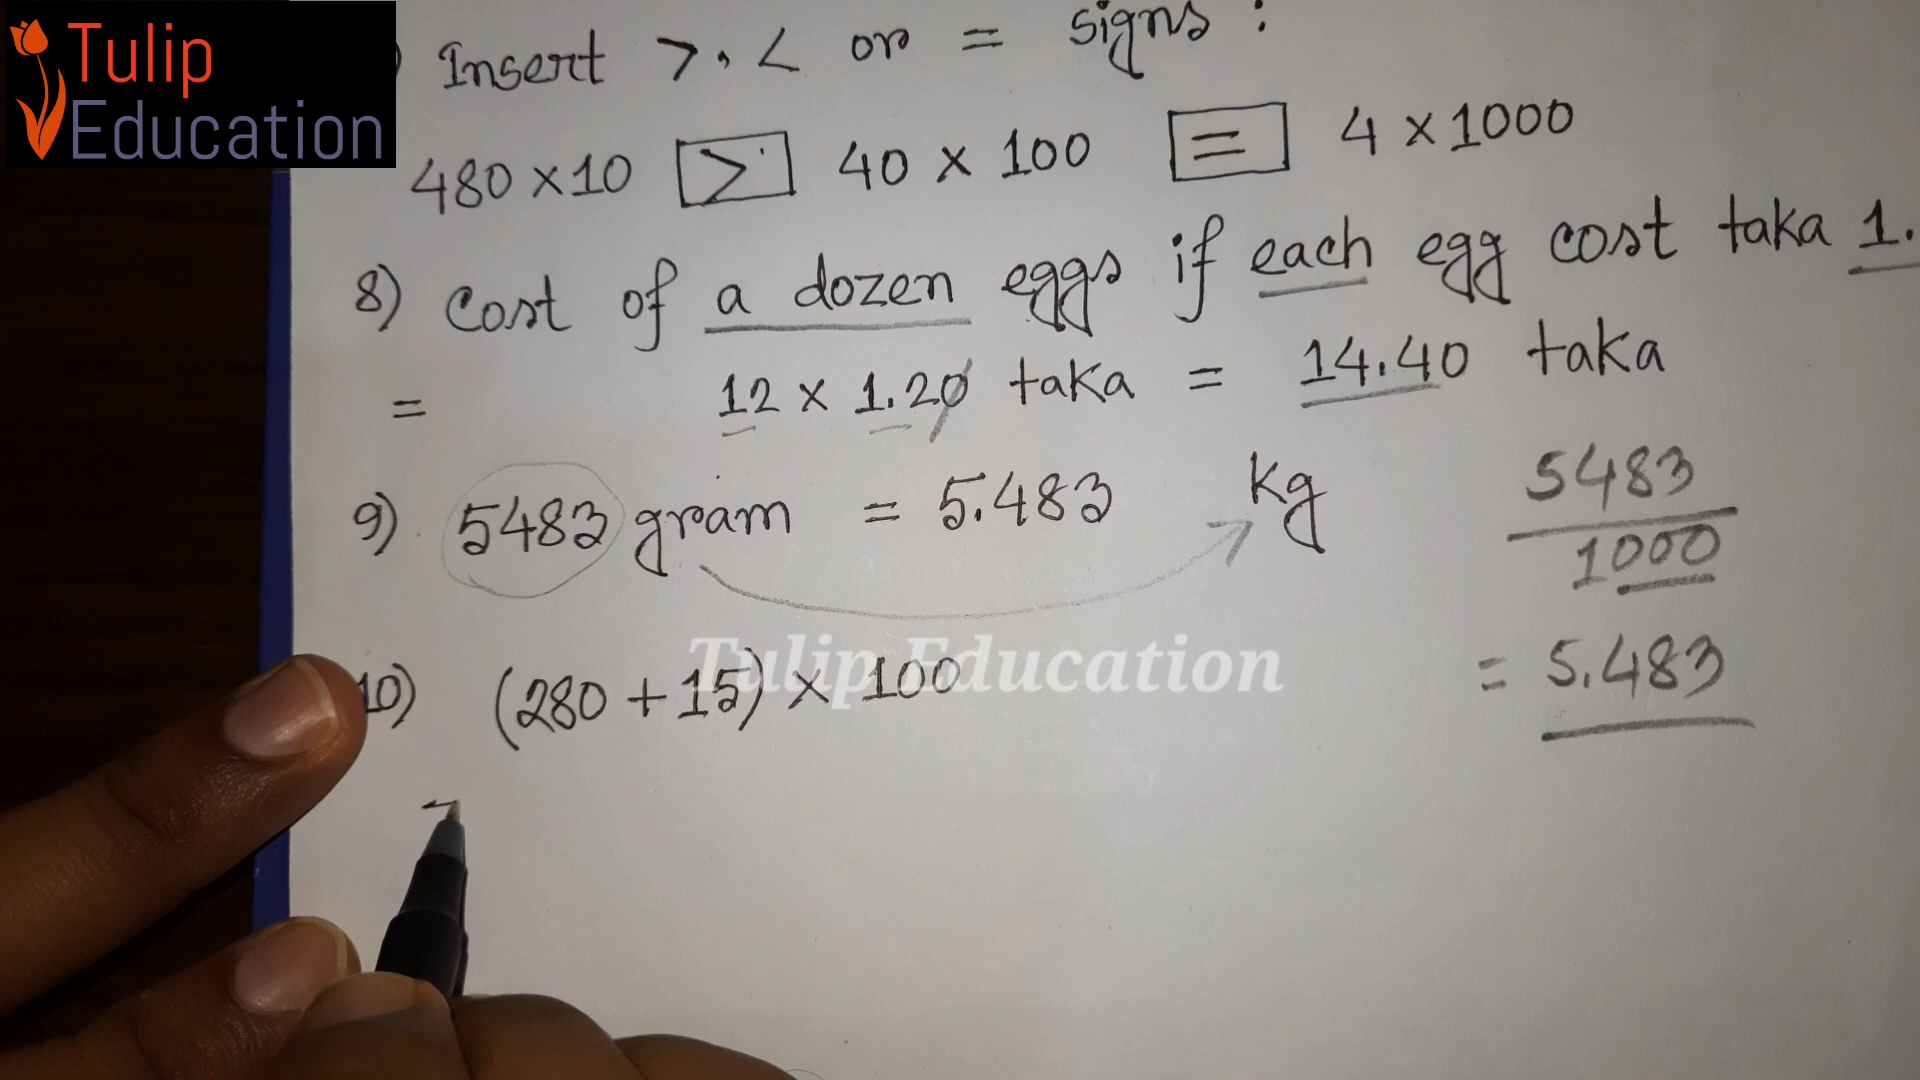 Tulip
Education
) Insert >, < or = signs :
480 × 10 > 40 × 100 = 4 × 1000
8) Cost of a dozen eggs if each egg cost taka 1.
= 12 × 1.20 taka = 14.40 taka
9) 5483 gram = 5.483 kg
5483
1000
= 5.483
10) (280 + 15) × 100
Tulip Education